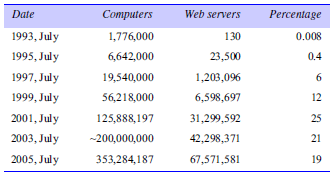 Date Computers Web servers Percentage
1993, July 1,776,000 130 0.008
1995, July 6,642,000 23,500 0.4
1997, July 19,540,000 1,203,096 6
1999, July 56,218,000 6,598,697 12
2001, July 125,888,197 31,299,592 25
2003, July ~200,000,000 42,298,371 21
2005, July 353,284,187 67,571,581 19